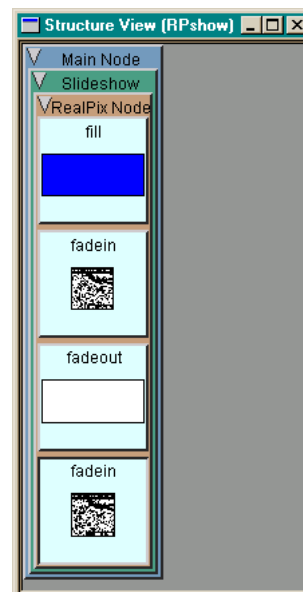 Structure View (RPshow)
Main Node
Slideshow
RealPix Node
fill
fadein
fadeout
fadein